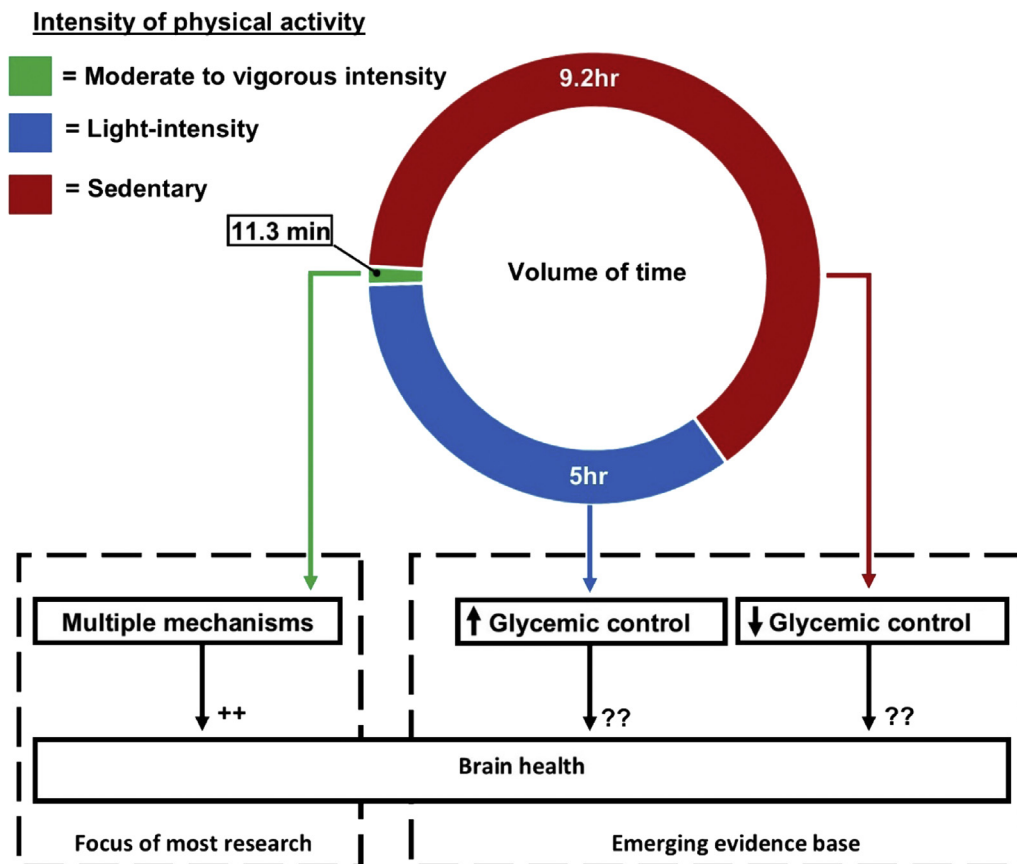 Intensity of physical activity
= Moderate to vigorous intensity
= Light-intensity
= Sedentary
9.2hr
11.3 min
Volume of time
5hr
Multiple mechanisms
↑ Glycemic control
↓ Glycemic control
++
??
??
Brain health
Focus of most research
Emerging evidence base